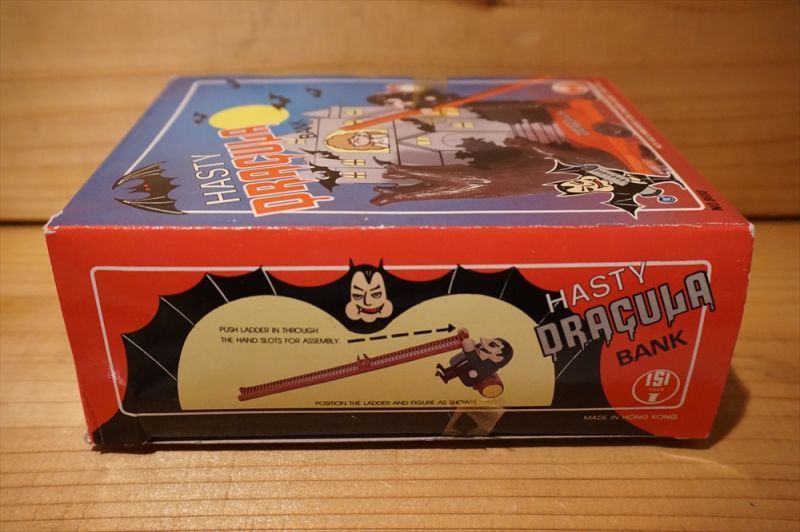 HASTY
DRACULA
BANK
PUSH LADDER IN THROUGH
THE HAND SLOTS FOR ASSEMBLY.
POSITION THE LADDER AND FIGURE AS SHOWN
HASTY
DRACULA
BANK
ISI
MADE IN HONG KONG